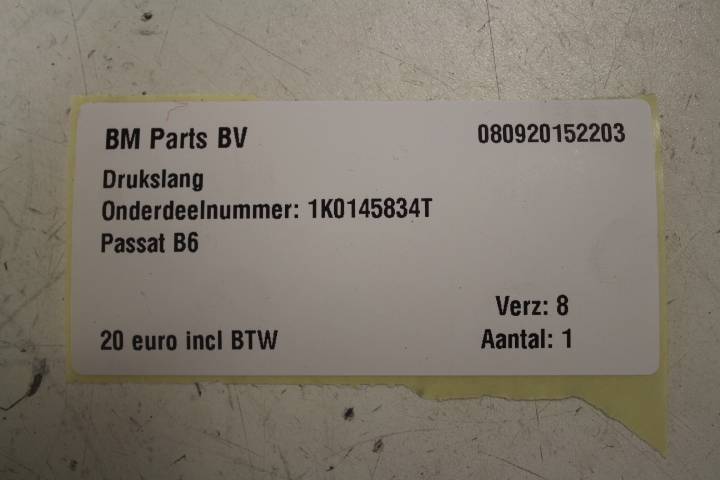 BM Parts BV 080920152203
Drukslang
Onderdeelnummer: 1K0145834T
Passat B6
Verz: 8
20 euro incl BTW Aantal: 1